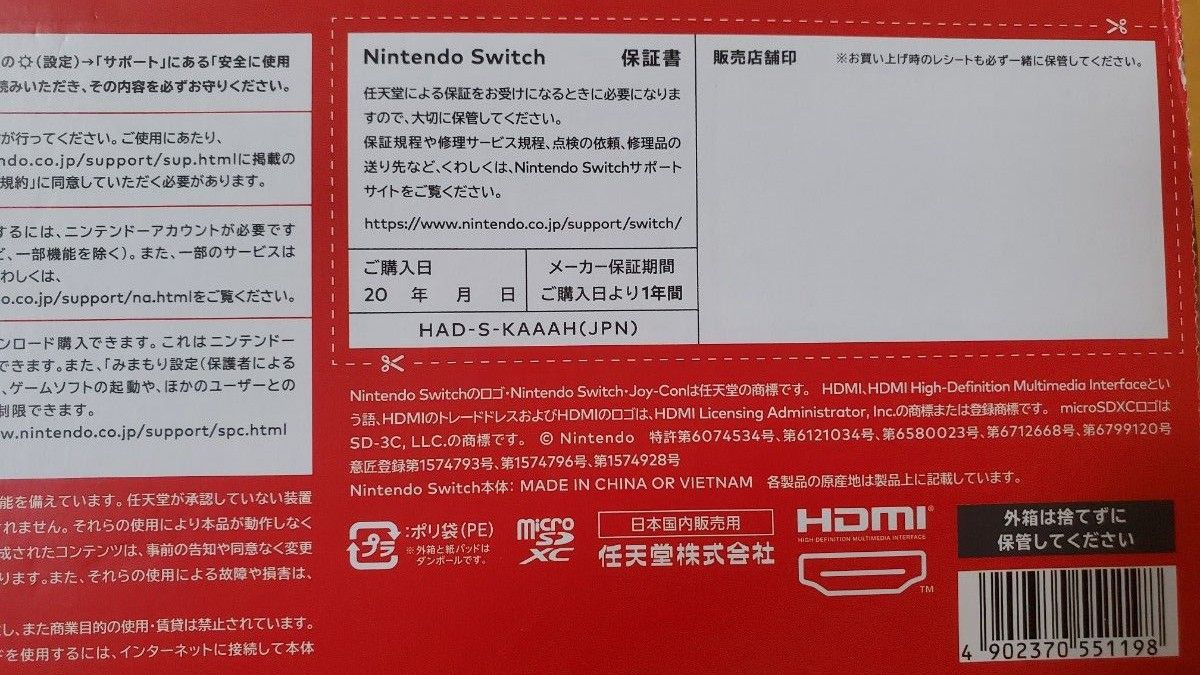 の(設定)→「サポート」にある「安全に使用
読みいただき、その内容を必ずお守りください。
が行ってください。ご使用にあたり、
ndo.co.jp/support/sup.htmlに掲載の
規約」に同意していただく必要があります。
するには、ニンテンドーアカウントが必要です
ど、一部機能を除く)。また、一部のサービスは
わしくは、
o.co.jp/support/na.htmlをご覧ください。
ンロード購入できます。これはニンテンドー
できます。また、「みまもり設定(保護者による
、ゲームソフトの起動や、ほかのユーザーとの
制限できます。
w.nintendo.co.jp/support/spc.html
能を備えています。任天堂が承認していない装置
されません。それらの使用により本品が動作しなく
成されたコンテンツは、事前の告知や同意なく変更
ります。また、それらの使用による故障や損害は、
し、また商業目的の使用・賃貸は禁止されています。
ドを使用するには、インターネットに接続して本体
Nintendo Switch 保証書
任天堂による保証をお受けになるときに必要になりま
すので、大切に保管してください。
保証規程や修理サービス規程、点検の依頼、修理品の
送り先など、くわしくは、Nintendo Switchサポート
サイトをご覧ください。
https://www.nintendo.co.jp/support/switch/
ご購入日
20 年 月 日
メーカー保証期間
ご購入日より1年間
HAD-S-KAAAH(JPN)
販売店舗印 ※お買い上げ時のレシートも必ず一緒に保管してください。
Nintendo Switchのロゴ・Nintendo Switch・Joy-Conは任天堂の商標です。 HDMI、HDMI High-Definition Multimedia Interfaceとい
う語、HDMIのトレードドレスおよびHDMIのロゴは、HDMI Licensing Administrator, Inc.の商標または登録商標です。 microSDXCロゴは
SD-3C, LLC.の商標です。 © Nintendo 特許第6074534号、第6121034号、第6580023号、第6712668号、第6799120号
意匠登録第1574793号、第1574796号、第1574928号
Nintendo Switch本体： MADE IN CHINA OR VIETNAM 各製品の原産地は製品上に記載しています。
プラ :ポリ袋(PE)
※外箱と紙パッドは
ダンボールです。
micro
SD
XC
日本国内販売用
任天堂株式会社
HDMI®
HIGH DEFINITION MULTIMEDIA INTERFACE
TM
外箱は捨てずに
保管してください
4 902370 551198